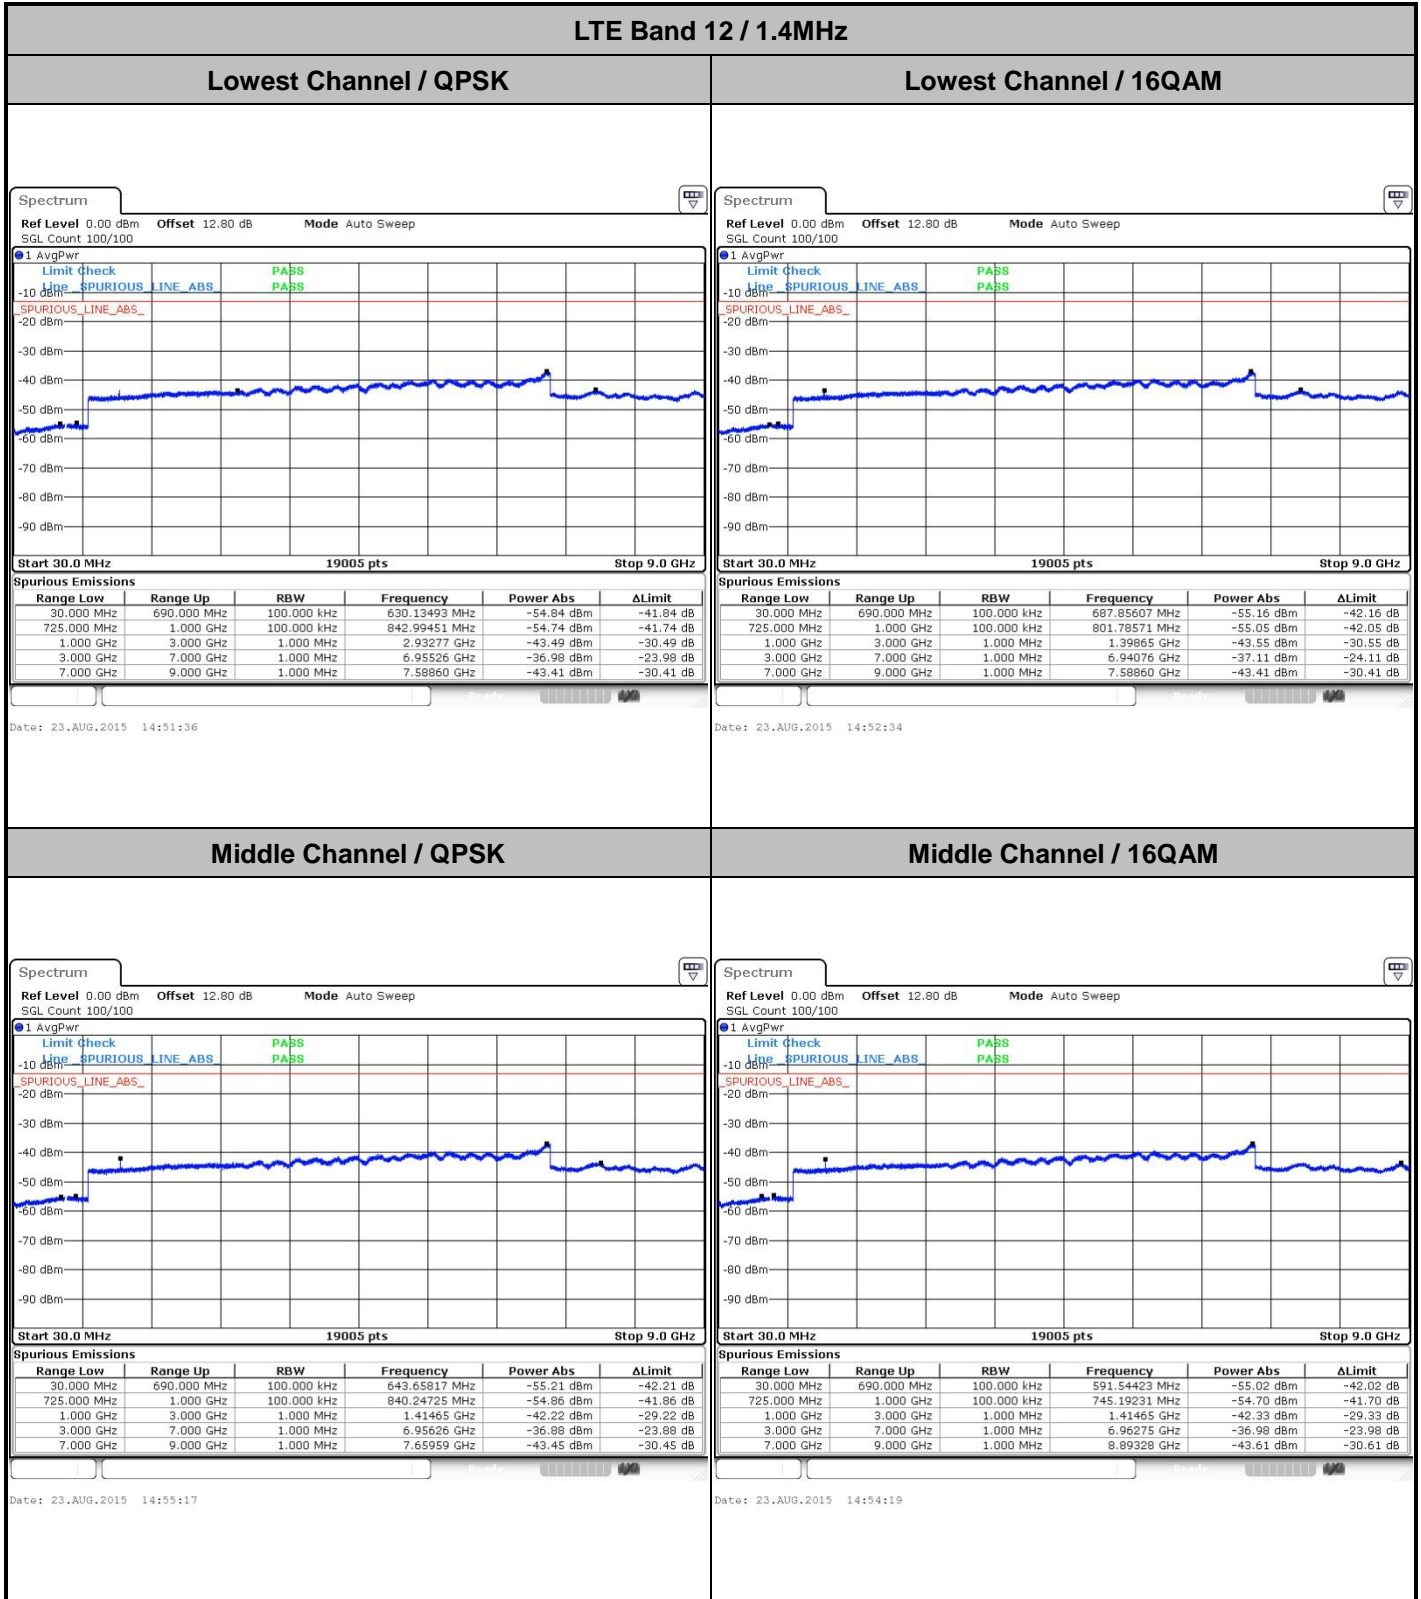 LTE Band 12 / 1.4MHz
Lowest Channel / QPSK
Lowest Channel / 16QAM
Spectrum
Ref Level 0.00 dBm Offset 12.80 dB Mode Auto Sweep
SGL Count 100/100
1 AvgPwr
Limit Check PASS
Line _SPURIOUS_LINE_ABS_ PASS
-10 dBm
_SPURIOUS_LINE_ABS_
-20 dBm
-30 dBm
-40 dBm
-50 dBm
-60 dBm
-70 dBm
-80 dBm
-90 dBm
Start 30.0 MHz 19005 pts Stop 9.0 GHz
Spurious Emissions
Range Low Range Up RBW Frequency Power Abs ΔLimit
30.000 MHz 690.000 MHz 100.000 kHz 630.13493 MHz -54.84 dBm -41.84 dB
725.000 MHz 1.000 GHz 100.000 kHz 842.99451 MHz -54.74 dBm -41.74 dB
1.000 GHz 3.000 GHz 1.000 MHz 2.93277 GHz -43.49 dBm -30.49 dB
3.000 GHz 7.000 GHz 1.000 MHz 6.95526 GHz -36.98 dBm -23.98 dB
7.000 GHz 9.000 GHz 1.000 MHz 7.58860 GHz -43.41 dBm -30.41 dB
Ready
Date: 23.AUG.2015 14:51:36
Spectrum
Ref Level 0.00 dBm Offset 12.80 dB Mode Auto Sweep
SGL Count 100/100
1 AvgPwr
Limit Check PASS
Line _SPURIOUS_LINE_ABS_ PASS
-10 dBm
_SPURIOUS_LINE_ABS_
-20 dBm
-30 dBm
-40 dBm
-50 dBm
-60 dBm
-70 dBm
-80 dBm
-90 dBm
Start 30.0 MHz 19005 pts Stop 9.0 GHz
Spurious Emissions
Range Low Range Up RBW Frequency Power Abs ΔLimit
30.000 MHz 690.000 MHz 100.000 kHz 687.85607 MHz -55.16 dBm -42.16 dB
725.000 MHz 1.000 GHz 100.000 kHz 801.78571 MHz -55.05 dBm -42.05 dB
1.000 GHz 3.000 GHz 1.000 MHz 1.39865 GHz -43.55 dBm -30.55 dB
3.000 GHz 7.000 GHz 1.000 MHz 6.94076 GHz -37.11 dBm -24.11 dB
7.000 GHz 9.000 GHz 1.000 MHz 7.58860 GHz -43.41 dBm -30.41 dB
Ready
Date: 23.AUG.2015 14:52:34
Middle Channel / QPSK
Middle Channel / 16QAM
Spectrum
Ref Level 0.00 dBm Offset 12.80 dB Mode Auto Sweep
SGL Count 100/100
1 AvgPwr
Limit Check PASS
Line _SPURIOUS_LINE_ABS_ PASS
-10 dBm
_SPURIOUS_LINE_ABS_
-20 dBm
-30 dBm
-40 dBm
-50 dBm
-60 dBm
-70 dBm
-80 dBm
-90 dBm
Start 30.0 MHz 19005 pts Stop 9.0 GHz
Spurious Emissions
Range Low Range Up RBW Frequency Power Abs ΔLimit
30.000 MHz 690.000 MHz 100.000 kHz 643.65817 MHz -55.21 dBm -42.21 dB
725.000 MHz 1.000 GHz 100.000 kHz 840.24725 MHz -54.86 dBm -41.86 dB
1.000 GHz 3.000 GHz 1.000 MHz 1.41465 GHz -42.22 dBm -29.22 dB
3.000 GHz 7.000 GHz 1.000 MHz 6.95626 GHz -36.88 dBm -23.88 dB
7.000 GHz 9.000 GHz 1.000 MHz 7.65959 GHz -43.45 dBm -30.45 dB
Ready
Date: 23.AUG.2015 14:55:17
Spectrum
Ref Level 0.00 dBm Offset 12.80 dB Mode Auto Sweep
SGL Count 100/100
1 AvgPwr
Limit Check PASS
Line _SPURIOUS_LINE_ABS_ PASS
-10 dBm
_SPURIOUS_LINE_ABS_
-20 dBm
-30 dBm
-40 dBm
-50 dBm
-60 dBm
-70 dBm
-80 dBm
-90 dBm
Start 30.0 MHz 19005 pts Stop 9.0 GHz
Spurious Emissions
Range Low Range Up RBW Frequency Power Abs ΔLimit
30.000 MHz 690.000 MHz 100.000 kHz 591.54423 MHz -55.02 dBm -42.02 dB
725.000 MHz 1.000 GHz 100.000 kHz 745.19231 MHz -54.70 dBm -41.70 dB
1.000 GHz 3.000 GHz 1.000 MHz 1.41465 GHz -42.33 dBm -29.33 dB
3.000 GHz 7.000 GHz 1.000 MHz 6.96275 GHz -36.98 dBm -23.98 dB
7.000 GHz 9.000 GHz 1.000 MHz 8.89328 GHz -43.61 dBm -30.61 dB
Ready
Date: 23.AUG.2015 14:54:19